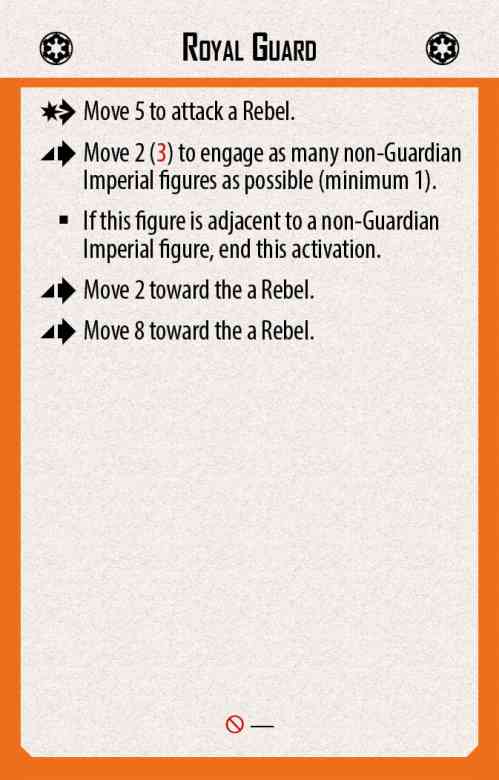 Royal Guard
Move 5 to attack a Rebel.
Move 2 (3) to engage as many non-Guardian
Imperial figures as possible (minimum 1).
If this figure is adjacent to a non-Guardian
Imperial figure, end this activation.
Move 2 toward the a Rebel.
Move 8 toward the a Rebel.
—